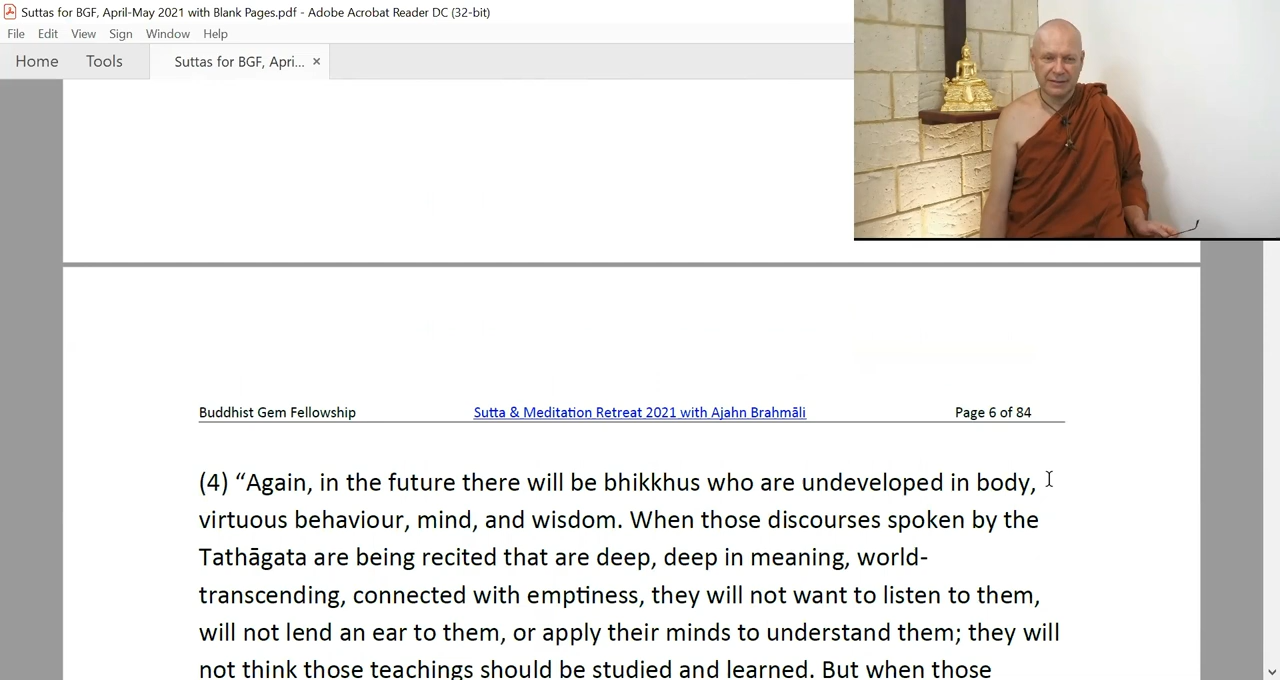 Suttas for BGF, April-May 2021 with Blank Pages.pdf - Adobe Acrobat Reader DC (32-bit)
File Edit View Sign Window Help
Home Tools Suttas for BGF, Apri... ×
Buddhist Gem Fellowship Sutta & Meditation Retreat 2021 with Ajahn Brahmāli Page 6 of 84
(4) “Again, in the future there will be bhikkhus who are undeveloped in body,
virtuous behaviour, mind, and wisdom. When those discourses spoken by the
Tathāgata are being recited that are deep, deep in meaning, world-
transcending, connected with emptiness, they will not want to listen to them,
will not lend an ear to them, or apply their minds to understand them; they will
not think those teachings should be studied and learned. But when those